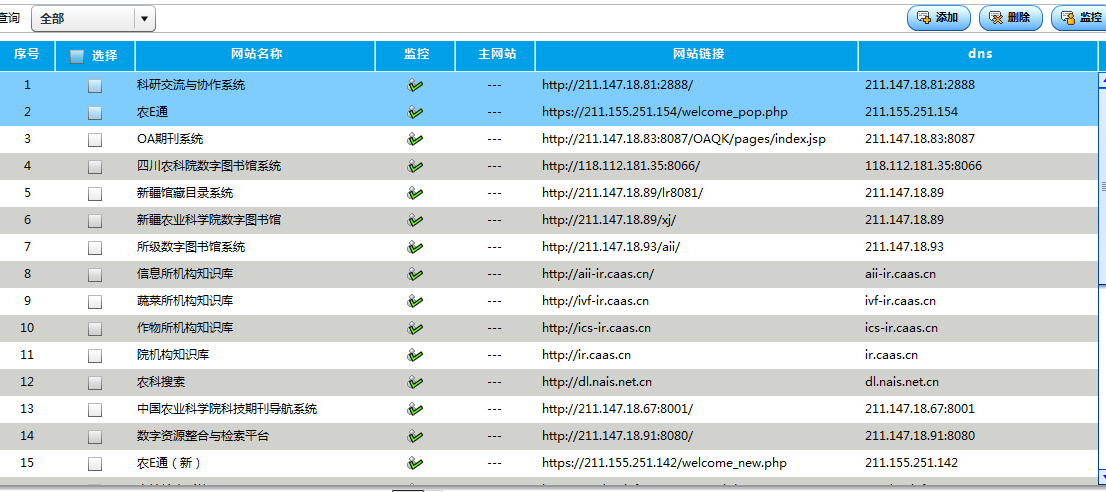 查询 全部 添加 删除 监控
序号 选择 网站名称 监控 主网站 网站链接 dns
1 科研交流与协作系统 --- http://211.147.18.81:2888/ 211.147.18.81:2888
2 农E通 --- https://211.155.251.154/welcome_pop.php 211.155.251.154
3 OA期刊系统 --- http://211.147.18.83:8087/OAQK/pages/index.jsp 211.147.18.83:8087
4 四川农科院数字图书馆系统 --- http://118.112.181.35:8066/ 118.112.181.35:8066
5 新疆馆藏目录系统 --- http://211.147.18.89/lr8081/ 211.147.18.89
6 新疆农业科学院数字图书馆 --- http://211.147.18.89/xj/ 211.147.18.89
7 所级数字图书馆系统 --- http://211.147.18.93/aii/ 211.147.18.93
8 信息所机构知识库 --- http://aii-ir.caas.cn/ aii-ir.caas.cn
9 蔬菜所机构知识库 --- http://ivf-ir.caas.cn ivf-ir.caas.cn
10 作物所机构知识库 --- http://ics-ir.caas.cn ics-ir.caas.cn
11 院机构知识库 --- http://ir.caas.cn ir.caas.cn
12 农科搜索 --- http://dl.nais.net.cn dl.nais.net.cn
13 中国农业科学院科技期刊导航系统 --- http://211.147.18.67:8001/ 211.147.18.67:8001
14 数字资源整合与检索平台 --- http://211.147.18.91:8080/ 211.147.18.91:8080
15 农E通（新） --- https://211.155.251.142/welcome_new.php 211.155.251.142